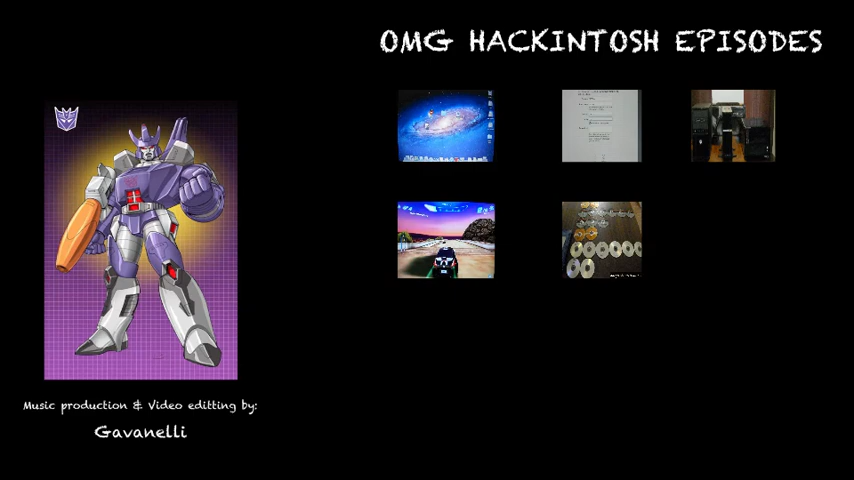 OMG HACKINTOSH EPISODES
Music production & Video editting by:
Gavanelli